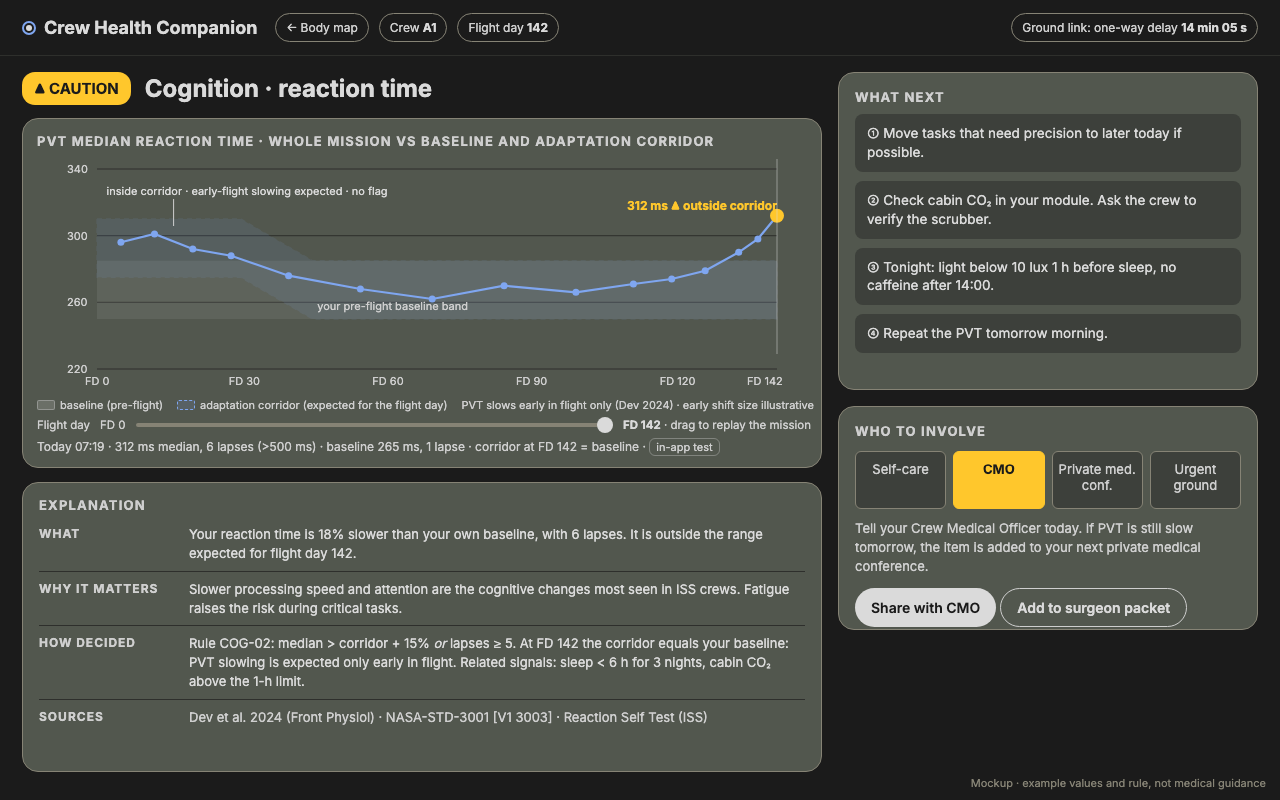 Crew Health Companion
← Body map
Crew A1
Flight day 142
Ground link: one-way delay 14 min 05 s
▲ CAUTION
Cognition · reaction time
PVT MEDIAN REACTION TIME · WHOLE MISSION VS BASELINE AND ADAPTATION CORRIDOR
340
inside corridor · early-flight slowing expected · no flag
312 ms ▲ outside corridor
300
260
your pre-flight baseline band
220
FD 0
FD 30
FD 60
FD 90
FD 120
FD 142
baseline (pre-flight)
adaptation corridor (expected for the flight day)
PVT slows early in flight only (Dev 2024) · early shift size illustrative
Flight day FD 0
FD 142 · drag to replay the mission
Today 07:19 · 312 ms median, 6 lapses (>500 ms) · baseline 265 ms, 1 lapse · corridor at FD 142 = baseline · in-app test
EXPLANATION
WHAT
Your reaction time is 18% slower than your own baseline, with 6 lapses. It is outside the range
expected for flight day 142.
WHY IT MATTERS
Slower processing speed and attention are the cognitive changes most seen in ISS crews. Fatigue
raises the risk during critical tasks.
HOW DECIDED
Rule COG-02: median > corridor + 15% or lapses ≥ 5. At FD 142 the corridor equals your baseline:
PVT slowing is expected only early in flight. Related signals: sleep < 6 h for 3 nights, cabin CO₂
above the 1-h limit.
SOURCES
Dev et al. 2024 (Front Physiol) · NASA-STD-3001 [V1 3003] · Reaction Self Test (ISS)
WHAT NEXT
① Move tasks that need precision to later today if
possible.
② Check cabin CO₂ in your module. Ask the crew to
verify the scrubber.
③ Tonight: light below 10 lux 1 h before sleep, no
caffeine after 14:00.
④ Repeat the PVT tomorrow morning.
WHO TO INVOLVE
Self-care
CMO
Private med.
conf.
Urgent
ground
Tell your Crew Medical Officer today. If PVT is still slow
tomorrow, the item is added to your next private medical
conference.
Share with CMO
Add to surgeon packet
Mockup · example values and rule, not medical guidance